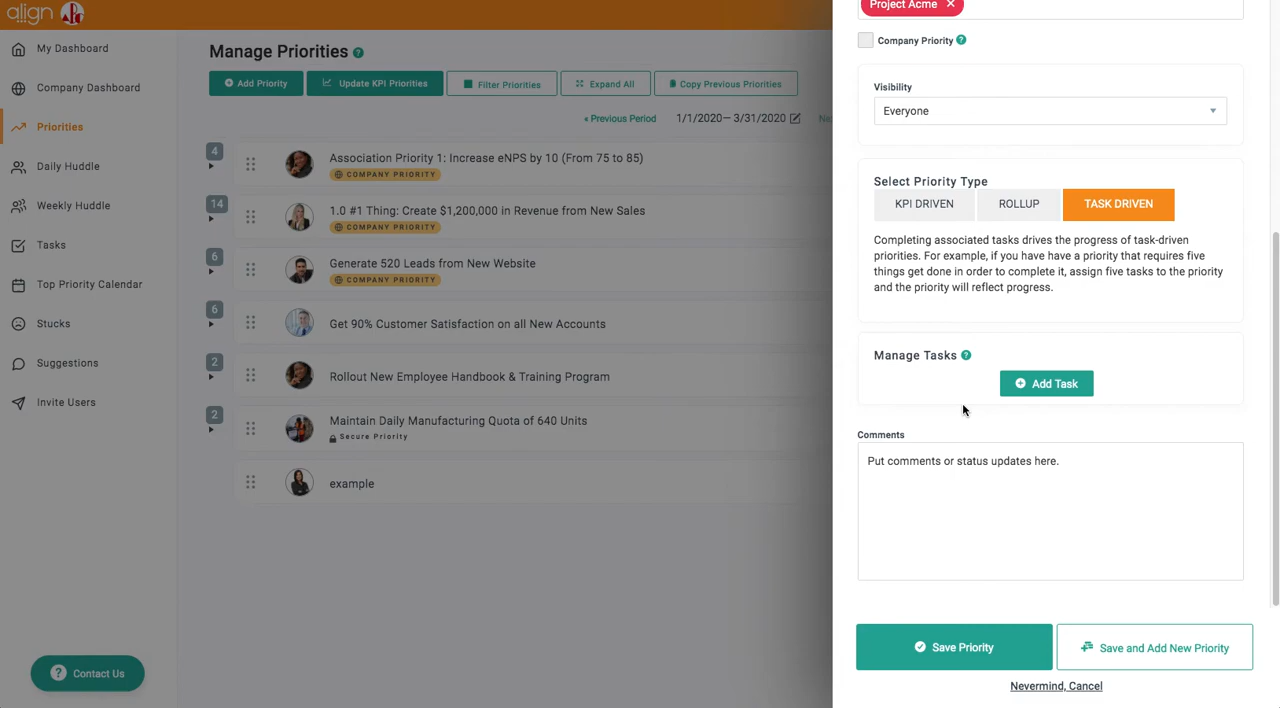 align
My Dashboard
Company Dashboard
Priorities
Daily Huddle
Weekly Huddle
Tasks
Top Priority Calendar
Stucks
Suggestions
Invite Users
? Contact Us
Manage Priorities ?
Add Priority
Update KPI Priorities
Filter Priorities
Expand All
Copy Previous Priorities
« Previous Period
1/1/2020— 3/31/2020
4
Association Priority 1: Increase eNPS by 10 (From 75 to 85)
COMPANY PRIORITY
14
1.0 #1 Thing: Create $1,200,000 in Revenue from New Sales
COMPANY PRIORITY
6
Generate 520 Leads from New Website
COMPANY PRIORITY
6
Get 90% Customer Satisfaction on all New Accounts
2
Rollout New Employee Handbook & Training Program
2
Maintain Daily Manufacturing Quota of 640 Units
Secure Priority
example
Project Acme ×
Company Priority ?
Visibility
Everyone
Select Priority Type
KPI DRIVEN
ROLLUP
TASK DRIVEN
Completing associated tasks drives the progress of task-driven
priorities. For example, if you have have a priority that requires five
things get done in order to complete it, assign five tasks to the priority
and the priority will reflect progress.
Manage Tasks ?
Add Task
Comments
Put comments or status updates here.
Save Priority
Save and Add New Priority
Nevermind, Cancel